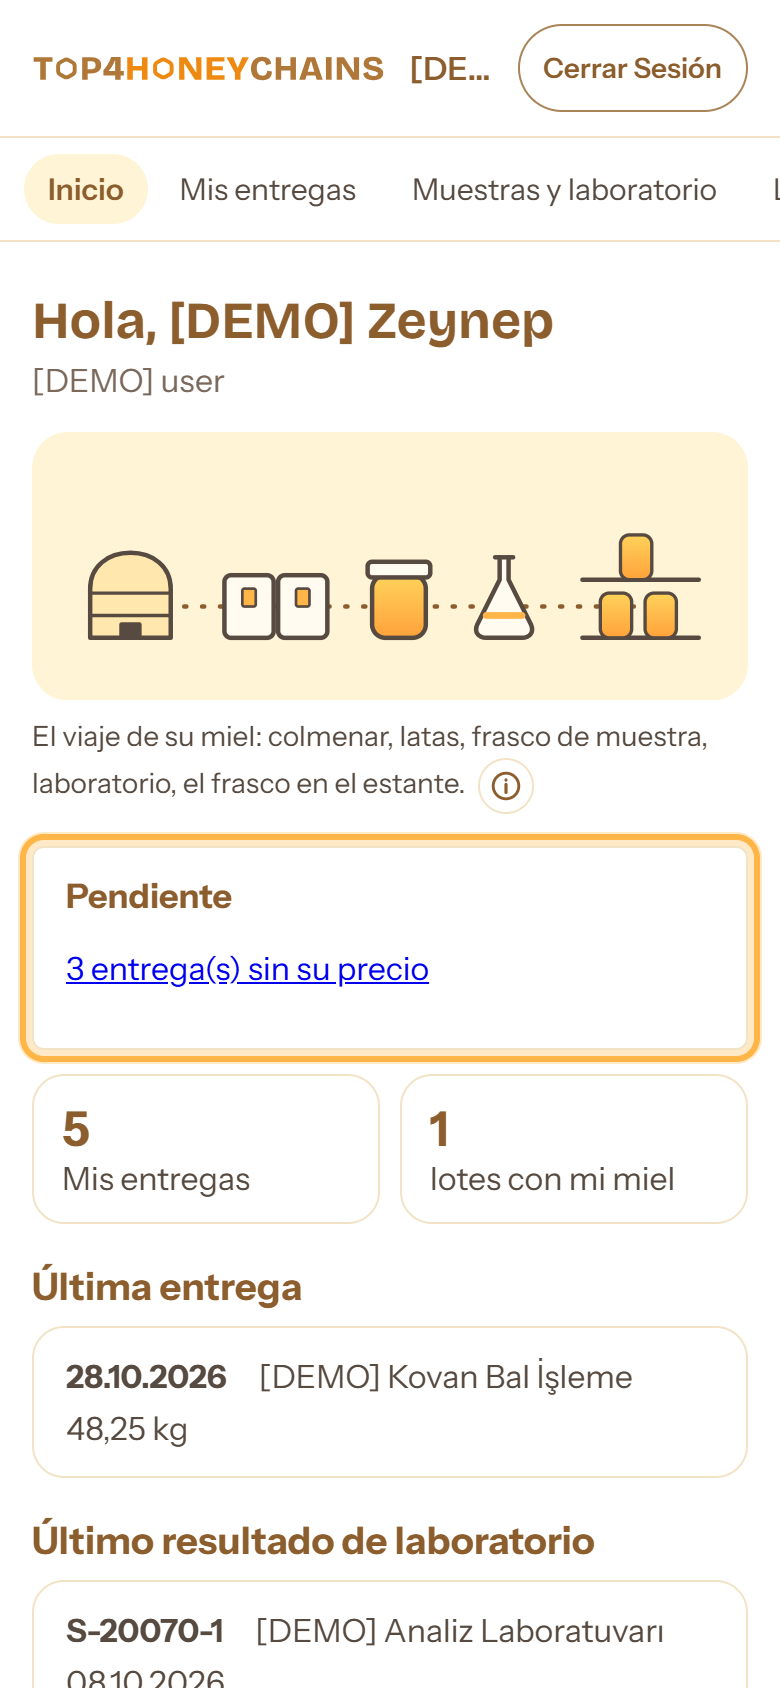 TOP4HONEYCHAINS [DE... Cerrar Sesión
Inicio Mis entregas Muestras y laboratorio
Hola, [DEMO] Zeynep
[DEMO] user
El viaje de su miel: colmenar, latas, frasco de muestra,
laboratorio, el frasco en el estante.
Pendiente
3 entrega(s) sin su precio
5
Mis entregas
1
lotes con mi miel
Última entrega
28.10.2026 [DEMO] Kovan Bal İşleme
48,25 kg
Último resultado de laboratorio
S-20070-1 [DEMO] Analiz Laboratuvarı
08.10.2026